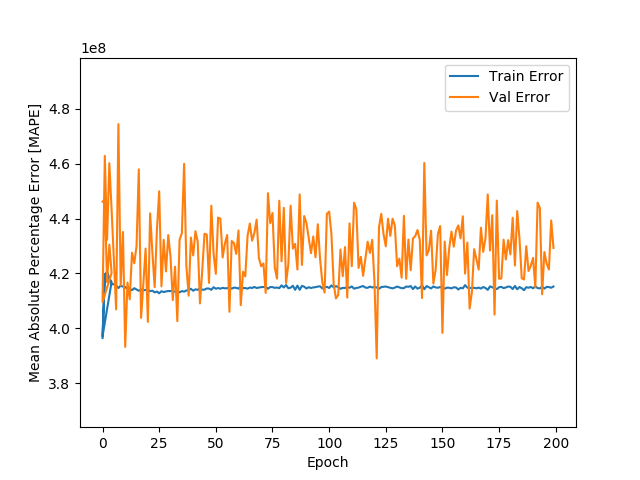 1e8
Train Error
Val Error
4.8
4.6
4.4
4.2
4.0
3.8
Mean Absolute Percentage Error [MAPE]
0 25 50 75 100 125 150 175 200
Epoch